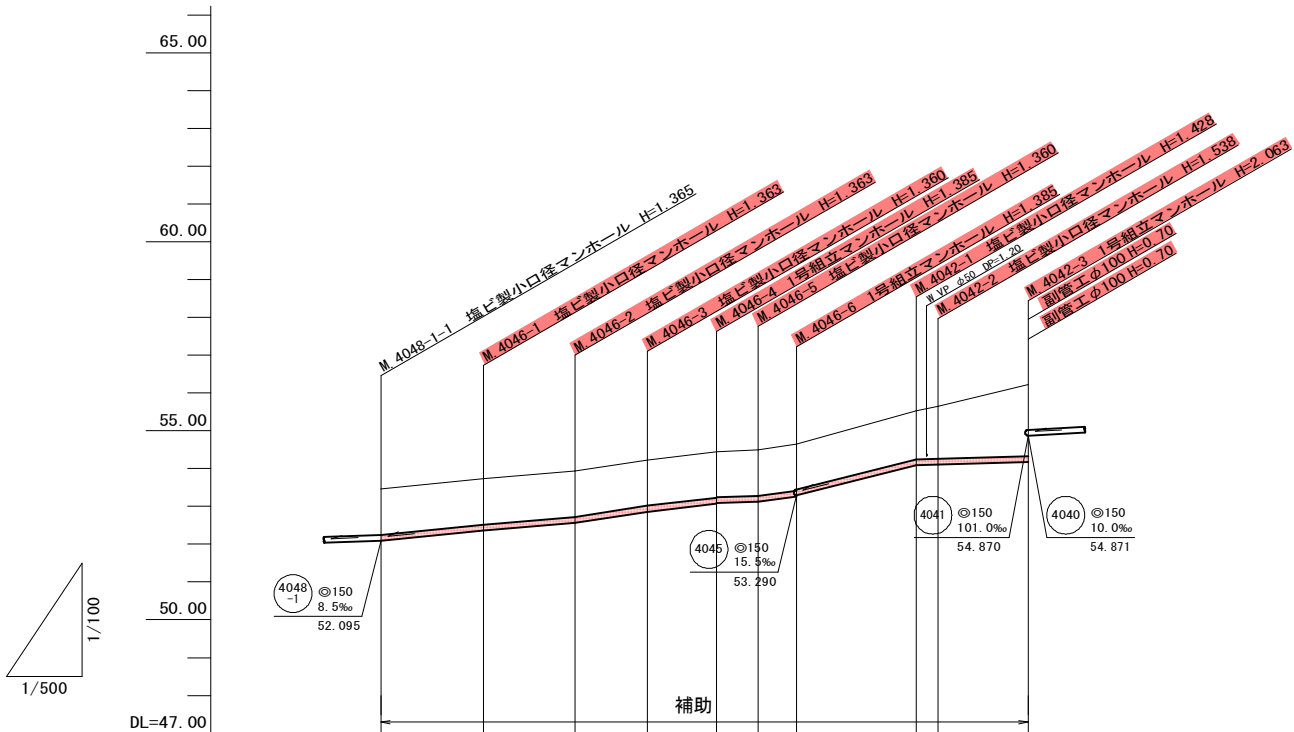 65.00
60.00
55.00
50.00
DL=47.00
1/100
1/500
M.4048-1-1 塩ビ製小口径マンホール H=1.365
M.4046-1 塩ビ製小口径マンホール H=1.363
M.4046-2 塩ビ製小口径マンホール H=1.363
M.4046-3 塩ビ製小口径マンホール H=1.360
M.4046-4 1号組立マンホール H=1.385
M.4046-5 塩ビ製小口径マンホール H=1.360
M.4046-6 1号組立マンホール H=1.385
M.4042-1 塩ビ製小口径マンホール H=1.428
W VP φ50 DP=1.20
M.4042-2 塩ビ製小口径マンホール H=1.538
M.4042-3 1号組立マンホール H=2.063
副管工φ100 H=0.70
副管工φ100 H=0.70
4048
-1
◎150
8.5‰
52.095
4045
◎150
15.5‰
53.290
4041
◎150
101.0‰
54.870
4040
◎150
10.0‰
54.871
補助